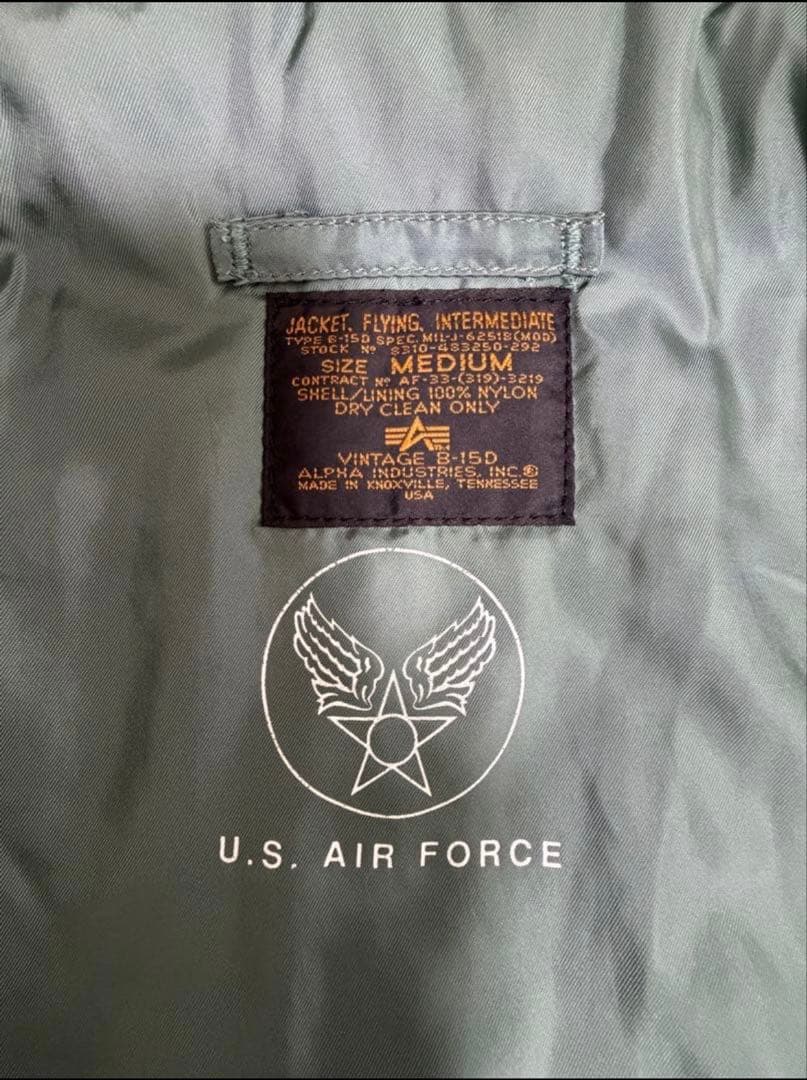 JACKET, FLYING, INTERMEDIATE
TYPE B-15D SPEC. MIL-J-6251B (MOD)
STOCK Nº 8310-483250-292
SIZE MEDIUM
CONTRACT Nº AF-33-(319)-3219
SHELL/LINING 100% NYLON
DRY CLEAN ONLY
VINTAGE B-15D
ALPHA INDUSTRIES, INC.®
MADE IN KNOXVILLE, TENNESSEE
USA
U.S. AIR FORCE